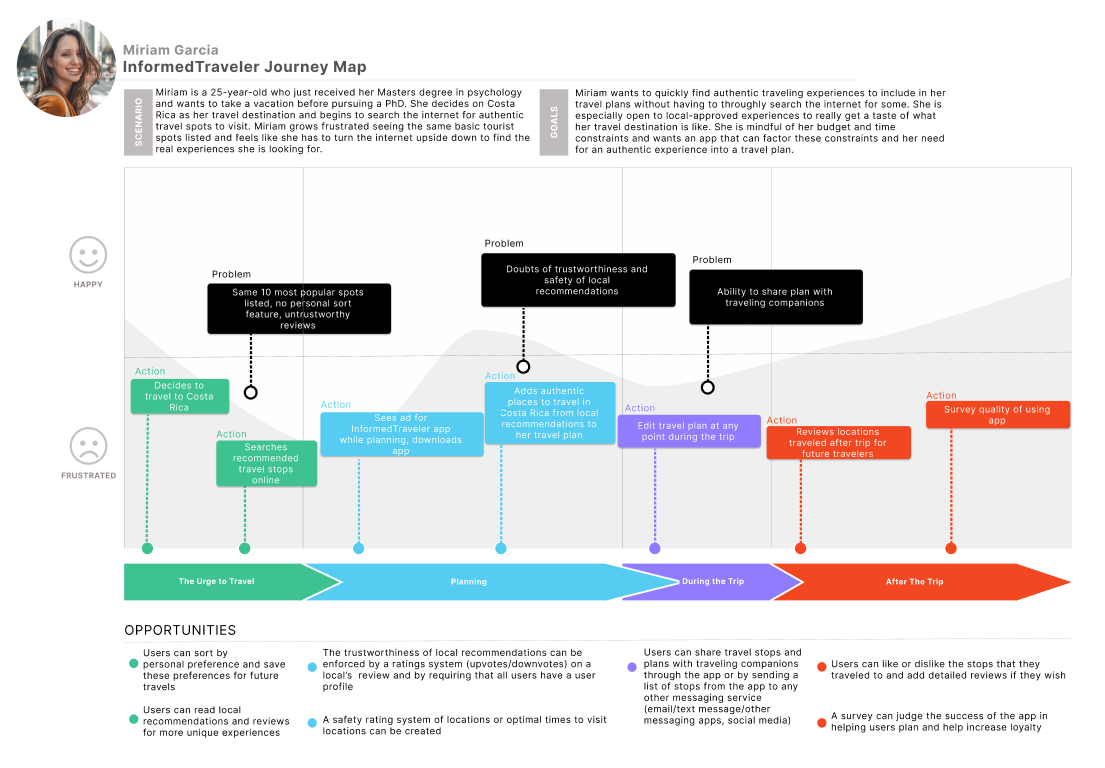 Miriam Garcia
InformedTraveler Journey Map
SCENARIO
Miriam is a 25-year-old who just received her Masters degree in psychology
and wants to take a vacation before pursuing a PhD. She decides on Costa
Rica as her travel destination and begins to search the internet for authentic
travel spots to visit. Miriam grows frustrated seeing the same basic tourist
spots listed and feels like she has to turn the internet upside down to find the
real experiences she is looking for.
GOALS
Miriam wants to quickly find authentic traveling experiences to include in her
travel plans without having to throughly search the internet for some. She is
especially open to local-approved experiences to really get a taste of what
her travel destination is like. She is mindful of her budget and time
constraints and wants an app that can factor these constraints and her need
for an authentic experience into a travel plan.
HAPPY
FRUSTRATED
Problem
Same 10 most popular spots
listed, no personal sort
feature, untrustworthy
reviews
Problem
Doubts of trustworthiness and
safety of local
recommendations
Problem
Ability to share plan with
traveling companions
Action
Decides to
travel to Costa
Rica
Action
Searches
recommended
travel stops
online
Action
Sees ad for
InformedTraveler app
while planning, downloads
app
Action
Adds authentic
places to travel in
Costa Rica from local
recommendations to
her travel plan
Action
Edit travel plan at any
point during the trip
Action
Reviews locations
traveled after trip for
future travelers
Action
Survey quality of using
app
The Urge to Travel
Planning
During the Trip
After The Trip
OPPORTUNITIES
Users can sort by
personal preference and save
these preferences for future
travels
Users can read local
recommendations and reviews
for more unique experiences
The trustworthiness of local recommendations can be
enforced by a ratings system (upvotes/downvotes) on a
local's review and by requiring that all users have a user
profile
A safety rating system of locations or optimal times to visit
locations can be created
Users can share travel stops and
plans with traveling companions
through the app or by sending a
list of stops from the app to any
other messaging service
(email/text message/other
messaging apps, social media)
Users can like or dislike the stops that they
traveled to and add detailed reviews if they wish
A survey can judge the success of the app in
helping users plan and help increase loyalty